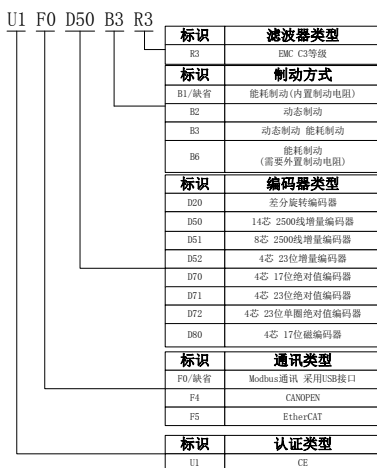 U1 F0 D50 B3 R3
标识 滤波器类型
R3 EMC C3等级
标识 制动方式
B1/缺省 能耗制动(内置制动电阻)
B2 动态制动
B3 动态制动 能耗制动
B6 能耗制动
(需要外置制动电阻)
标识 编码器类型
D20 差分旋转编码器
D50 14芯 2500线增量编码器
D51 8芯 2500线增量编码器
D52 4芯 23位增量编码器
D70 4芯 17位绝对值编码器
D71 4芯 23位绝对值编码器
D72 4芯 23位单圈绝对值编码器
D80 4芯 17位磁编码器
标识 通讯类型
F0/缺省 Modbus通讯 采用USB接口
F4 CANOPEN
F5 EtherCAT
标识 认证类型
U1 CE